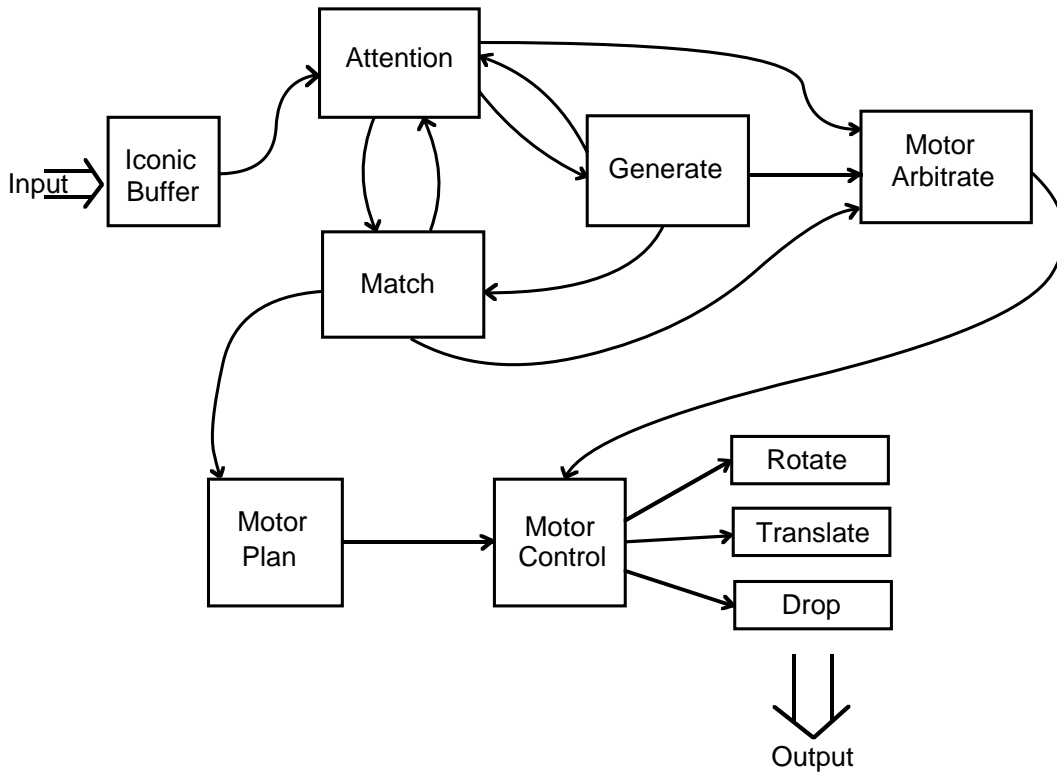 Attention
Iconic
Buffer
Input
Generate
Motor
Arbitrate
Match
Rotate
Motor
Plan
Motor
Control
Translate
Drop
Output